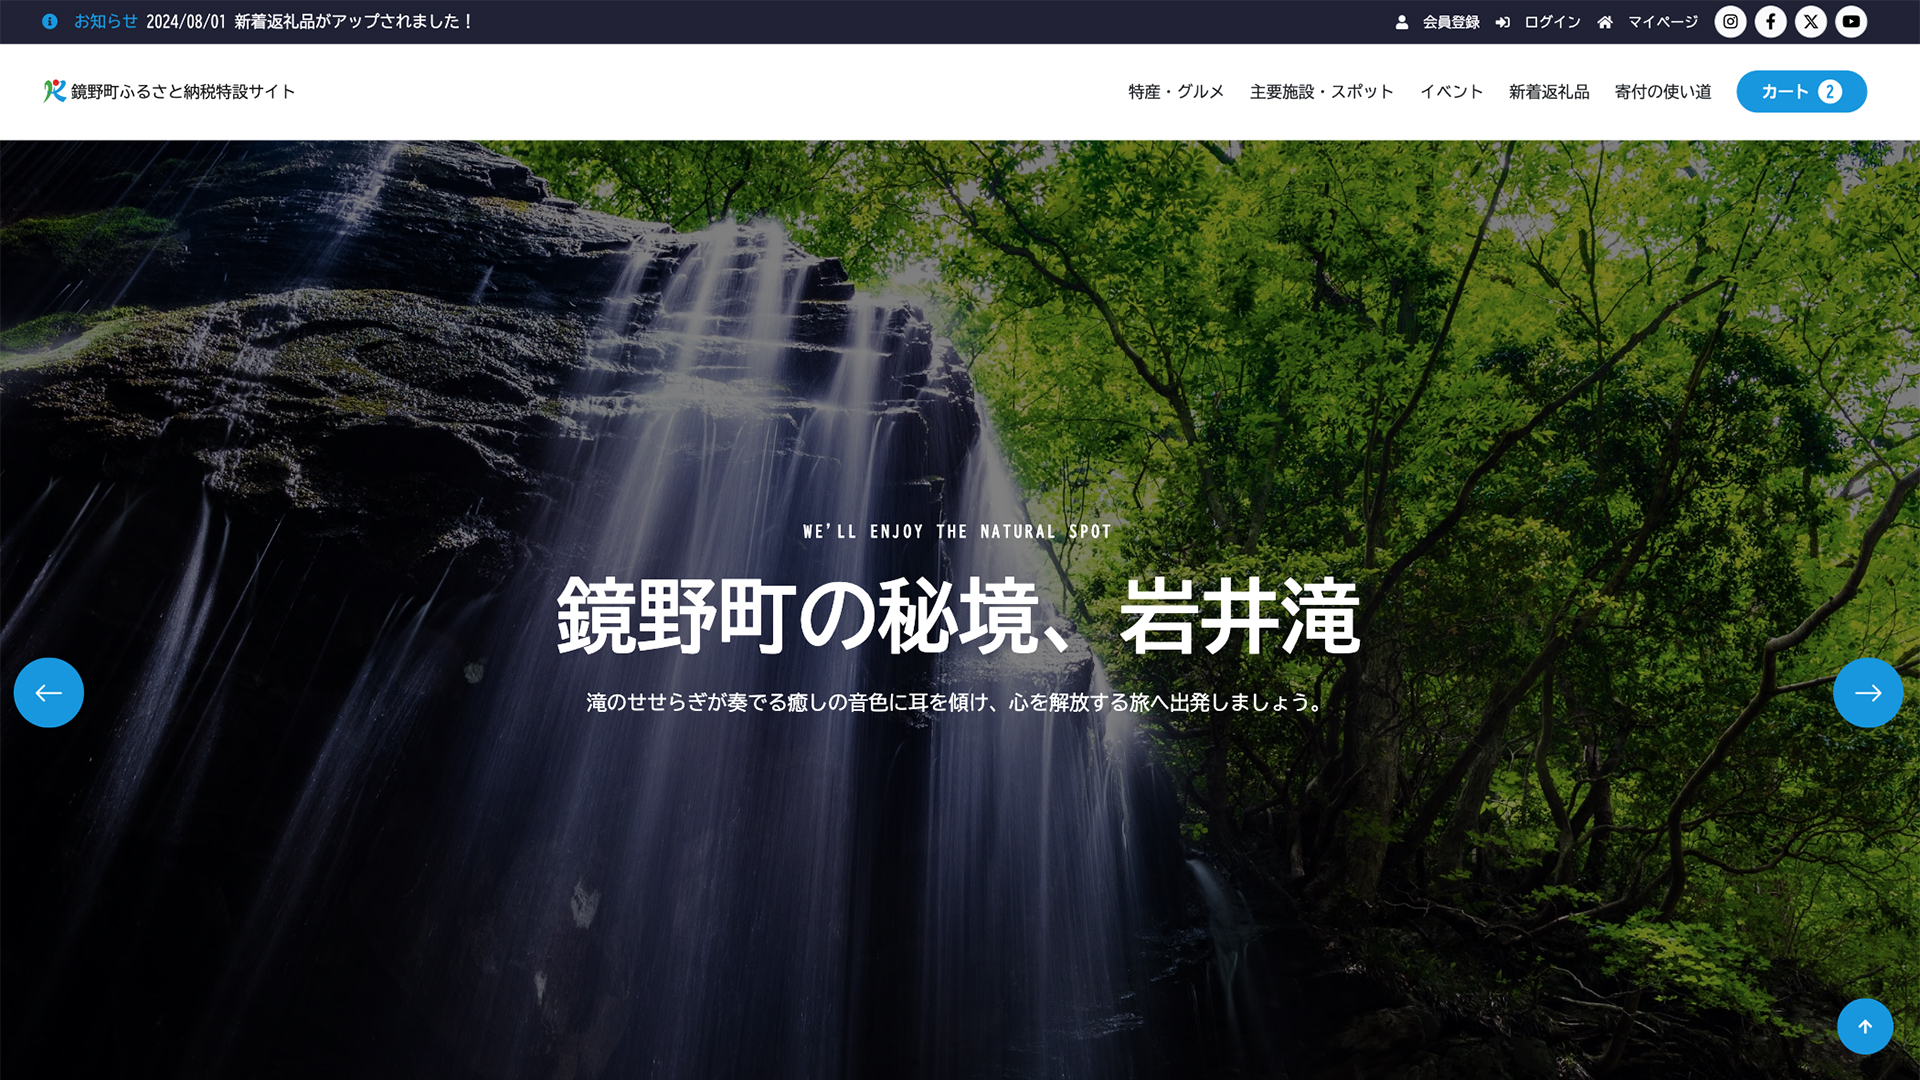 お知らせ 2024/08/01 新着返礼品がアップされました！
会員登録 ログイン マイページ
鏡野町ふるさと納税特設サイト
特産・グルメ 主要施設・スポット イベント 新着返礼品 寄付の使い道 カート 2
WE'LL ENJOY THE NATURAL SPOT
鏡野町の秘境、岩井滝
滝のせせらぎが奏でる癒しの音色に耳を傾け、心を解放する旅へ出発しましょう。